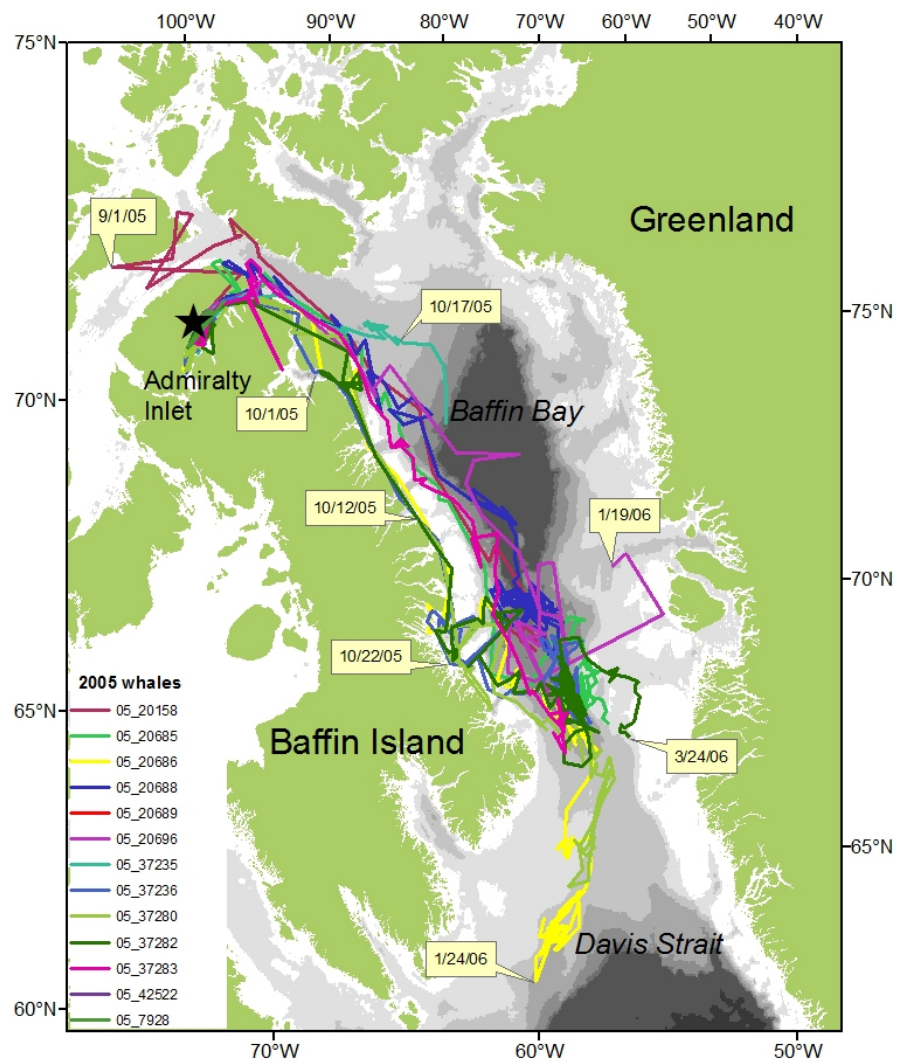 100°W 90°W 80°W 70°W 60°W 50°W 40°W
75°N
9/1/05
Greenland
10/17/05
75°N
Admiralty
Inlet
70°N
10/1/05
Baffin Bay
10/12/05
1/19/06
70°N
10/22/05
2005 whales
65°N
Baffin Island
3/24/06
05_20158
05_20685
05_20686
05_20688
05_20689
05_20696
05_37235
05_37236
05_37280
05_37282
05_37283
05_42522
05_7928
65°N
Davis Strait
1/24/06
60°N
70°W 60°W 50°W